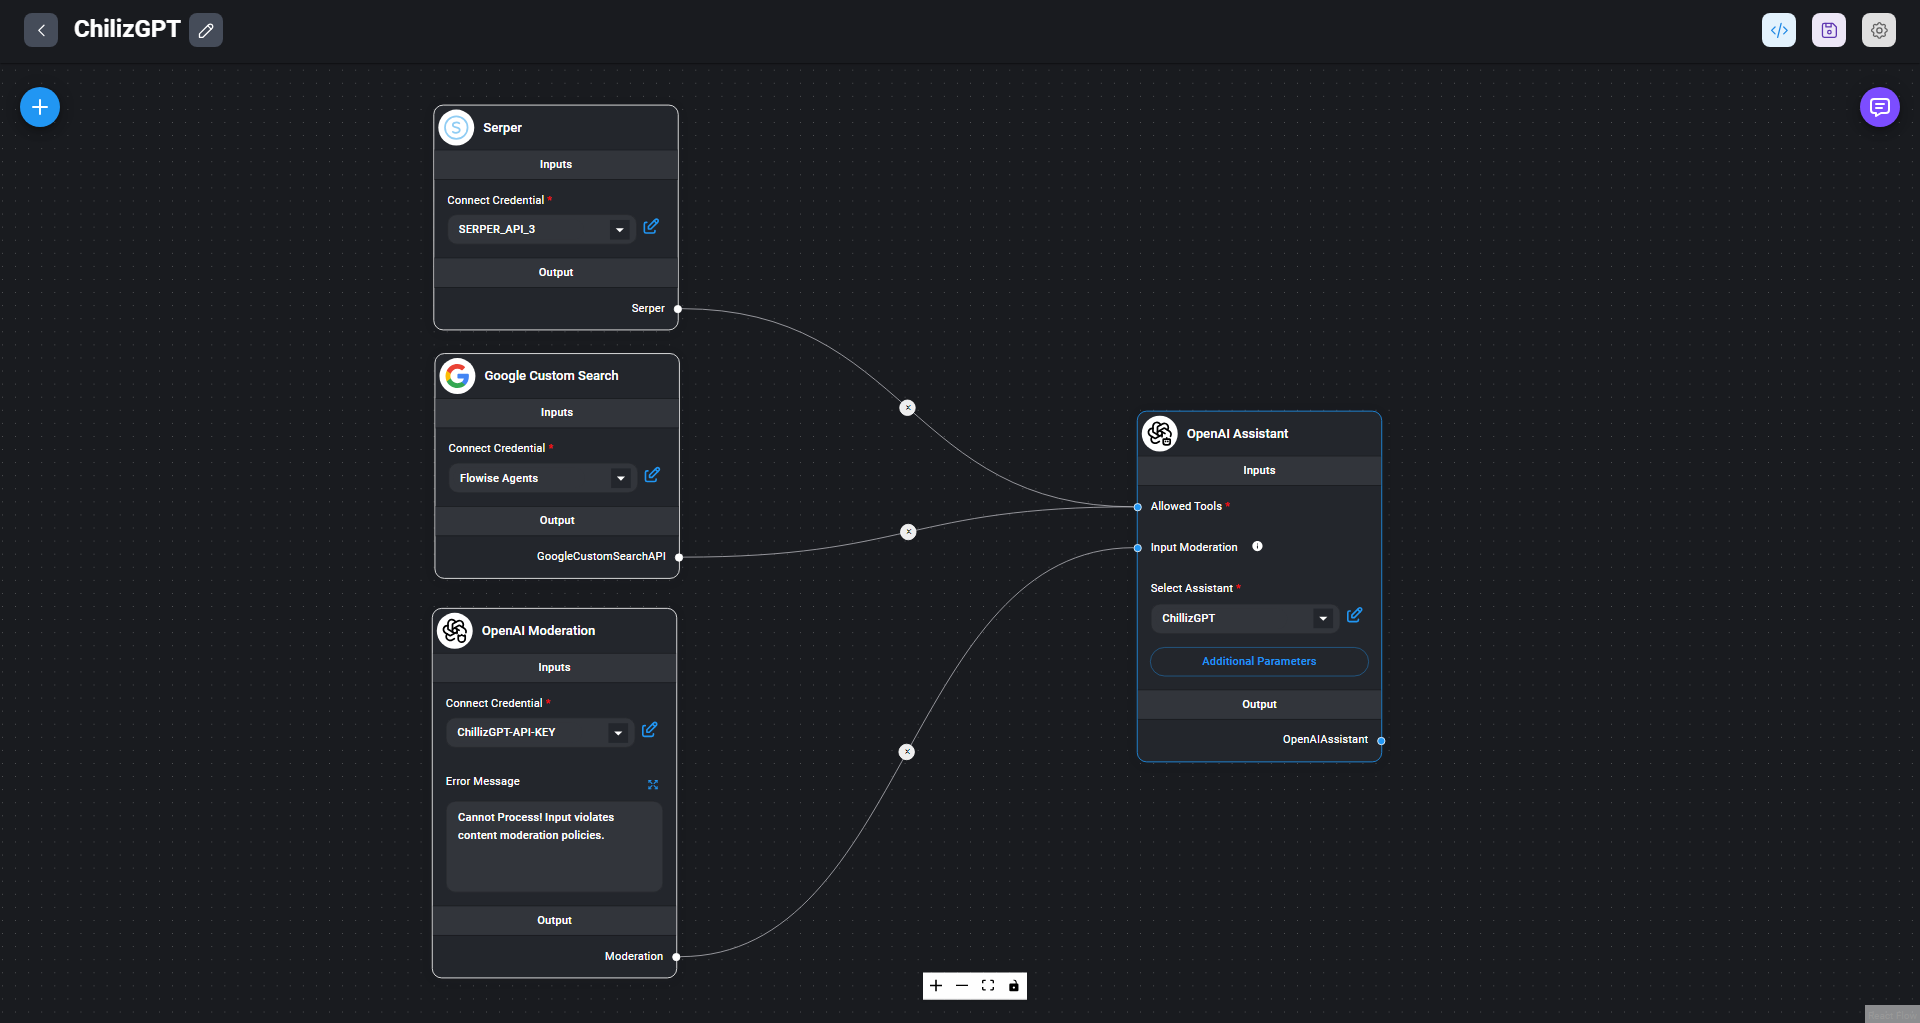 ChilizGPT
Serper
Inputs
Connect Credential *
SERPER_API_3
Output
Serper
Google Custom Search
Inputs
Connect Credential *
Flowise Agents
Output
GoogleCustomSearchAPI
OpenAI Moderation
Inputs
Connect Credential *
ChillizGPT-API-KEY
Error Message
Cannot Process! Input violates
content moderation policies.
Output
Moderation
OpenAI Assistant
Inputs
Allowed Tools *
Input Moderation
Select Assistant *
ChillizGPT
Additional Parameters
Output
OpenAIAssistant
React Flow